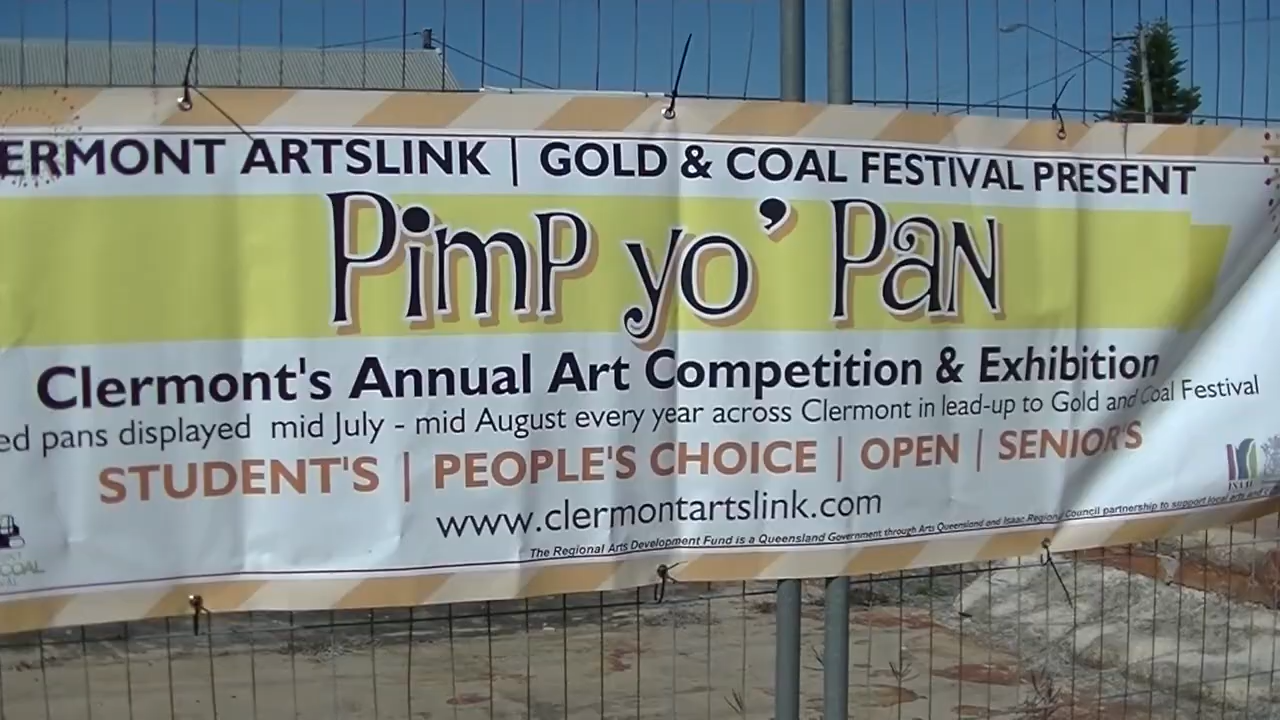 ERMONT ARTSLINK | GOLD & COAL FESTIVAL PRESENT
Pimp yo' Pan
Clermont's Annual Art Competition & Exhibition
ed pans displayed mid July - mid August every year across Clermont in lead-up to Gold and Coal Festival
STUDENT'S | PEOPLE'S CHOICE | OPEN | SENIOR'S
www.clermontartslink.com
The Regional Arts Development Fund is a Queensland Government through Arts Queensland and Isaac Regional Council partnership to support local arts and
COAL